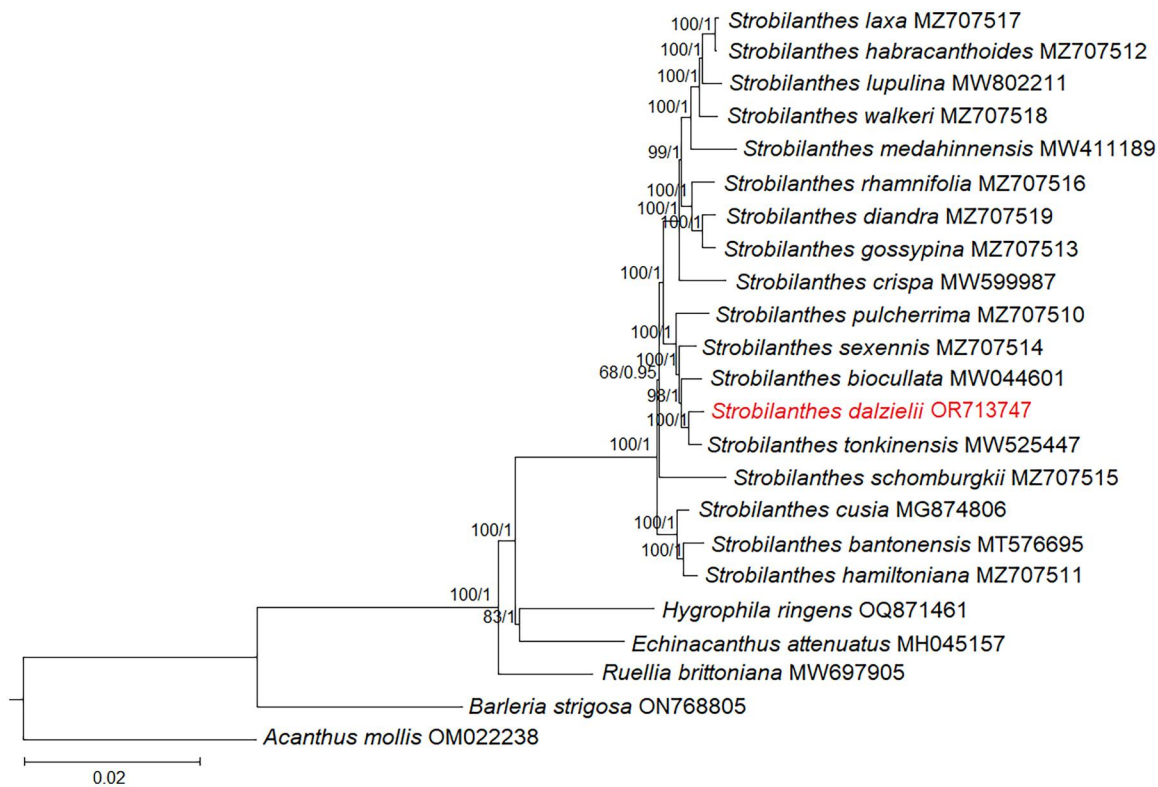 100/1 Strobilanthes laxa MZ707517
100/1 Strobilanthes habracanthoides MZ707512
100/1 Strobilanthes lupulina MW802211
100/1 Strobilanthes walkeri MZ707518
99/1 Strobilanthes medahinnensis MW411189
100/1 Strobilanthes rhamnifolia MZ707516
100/1 Strobilanthes diandra MZ707519
100/1 Strobilanthes gossypina MZ707513
100/1 Strobilanthes crispa MW599987
100/1 Strobilanthes pulcherrima MZ707510
100/1 Strobilanthes sexennis MZ707514
68/0.95 Strobilanthes biocullata MW044601
98/1 Strobilanthes dalzielii OR713747
100/1 Strobilanthes tonkinensis MW525447
100/1 Strobilanthes schomburgkii MZ707515
100/1 Strobilanthes cusia MG874806
100/1 Strobilanthes bantonensis MT576695
100/1 Strobilanthes hamiltoniana MZ707511
100/1 Hygrophila ringens OQ871461
83/1 Echinacanthus attenuatus MH045157
Ruellia brittoniana MW697905
Barleria strigosa ON768805
Acanthus mollis OM022238
0.02